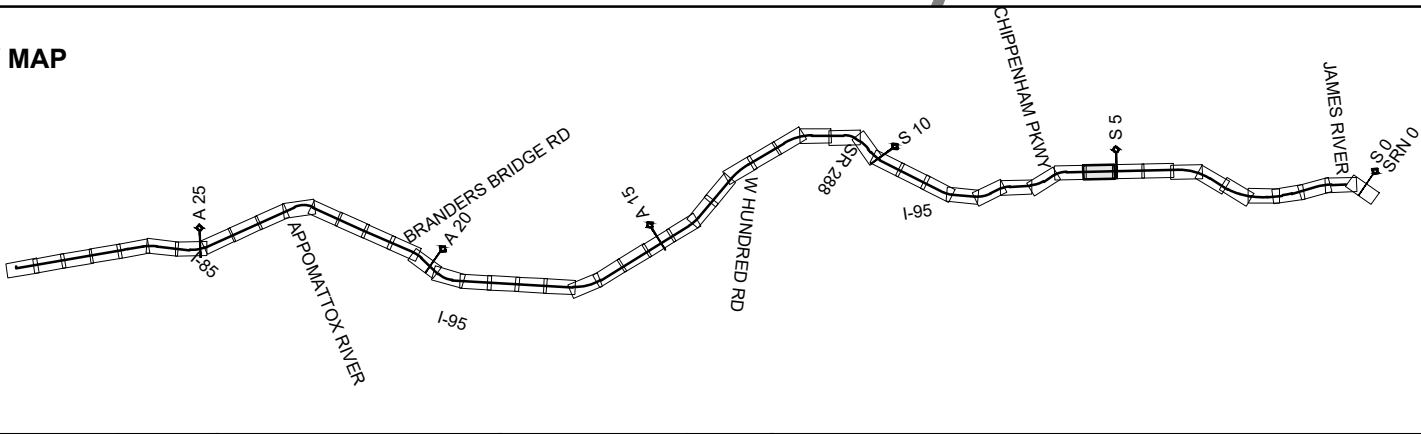 MAP
A 25
I-85
APPOMATTOX RIVER
BRANDERS BRIDGE RD
A 20
I-95
A 15
W HUNDRED RD
SR 288
S 10
I-95
CHIPPENHAM PKWY
S 5
JAMES RIVER
S 0
SRN 0